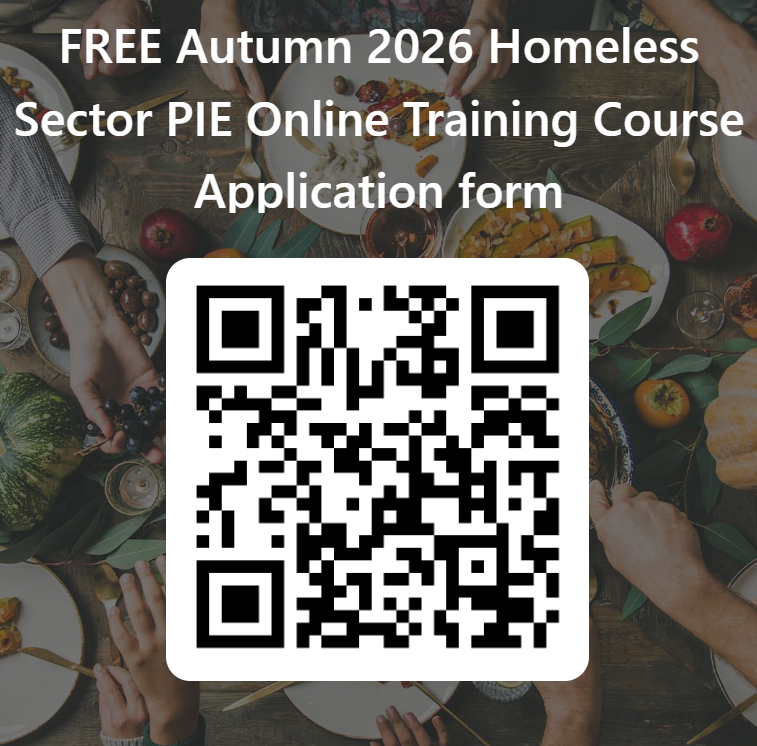 FREE Autumn 2026 Homeless
Sector PIE Online Training Course
Application form